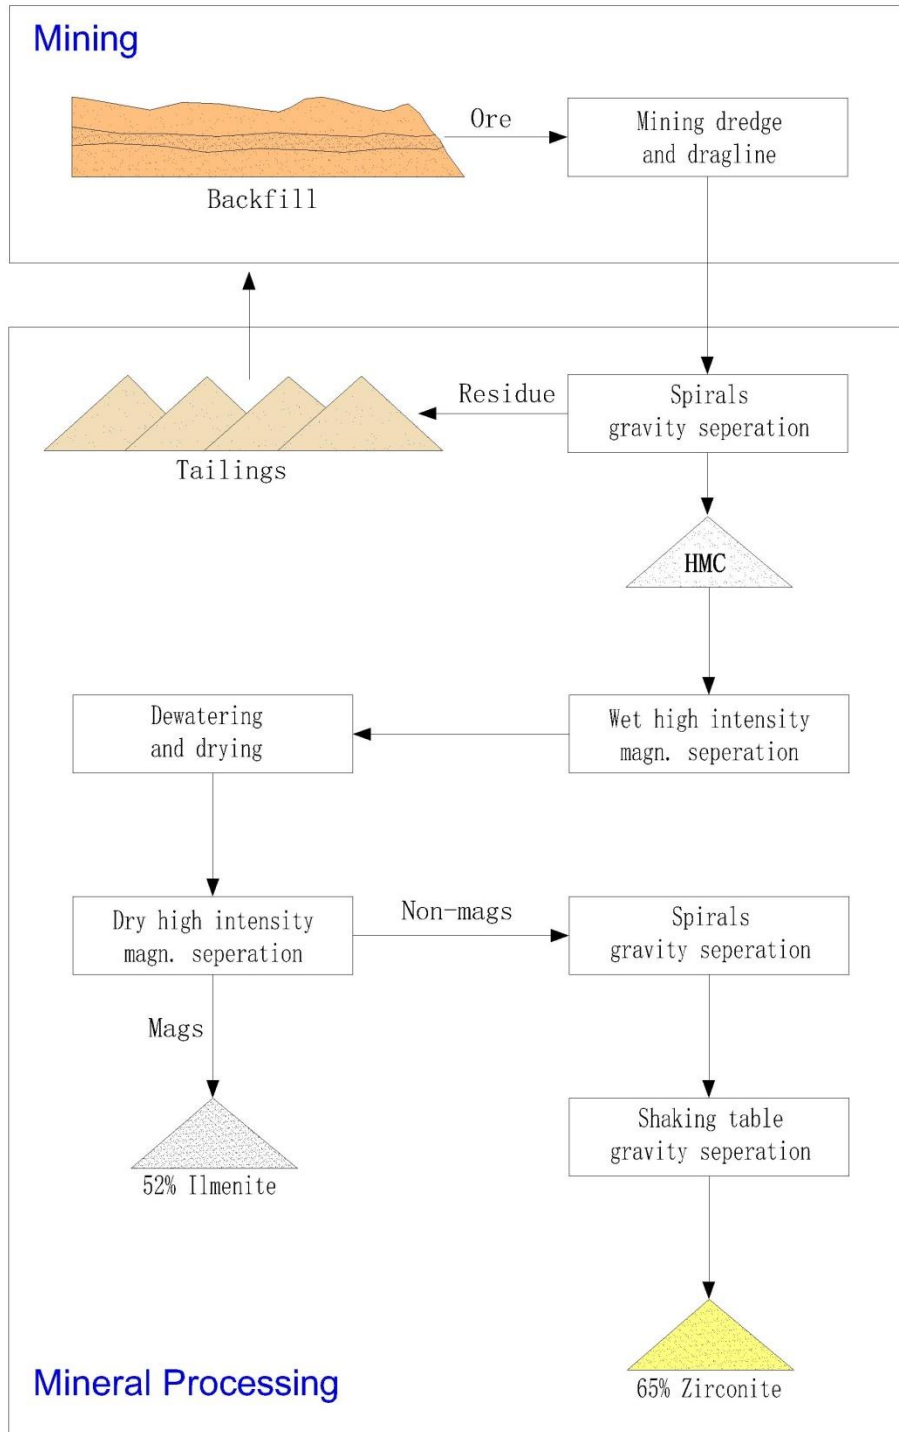 Mining
Ore
Mining dredge
and dragline
Backfill
Spirals
gravity seperation
Residue
Tailings
HMC
Dewatering
and drying
Wet high intensity
magn. seperation
Dry high intensity
magn. seperation
Non-mags
Spirals
gravity seperation
Mags
Shaking table
gravity seperation
52% Ilmenite
65% Zirconite
Mineral Processing